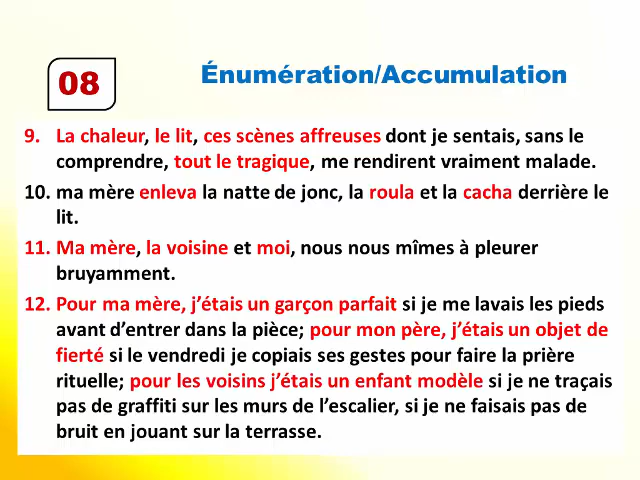 08
Énumération/Accumulation
9. La chaleur, le lit, ces scènes affreuses dont je sentais, sans le
comprendre, tout le tragique, me rendirent vraiment malade.
10. ma mère enleva la natte de jonc, la roula et la cacha derrière le
lit.
11. Ma mère, la voisine et moi, nous nous mîmes à pleurer
bruyamment.
12. Pour ma mère, j’étais un garçon parfait si je me lavais les pieds
avant d’entrer dans la pièce; pour mon père, j’étais un objet de
fierté si le vendredi je copiais ses gestes pour faire la prière
rituelle; pour les voisins j’étais un enfant modèle si je ne traçais
pas de graffiti sur les murs de l’escalier, si je ne faisais pas de
bruit en jouant sur la terrasse.